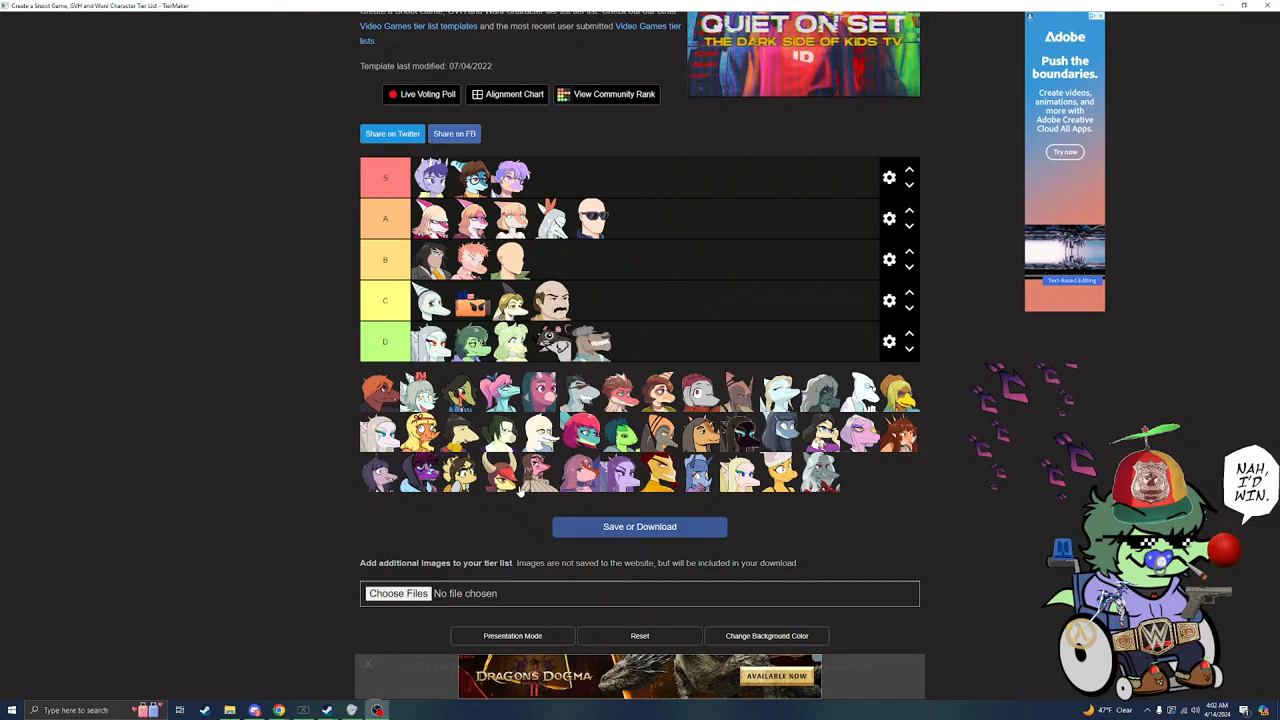 Create a Snoot Game, GVH and Wani Character Tier List - TierMaker
Video Games tier list templates and the most recent user submitted Video Games tier
lists.
Template last modified: 07/04/2022
Live Voting Poll
Alignment Chart
View Community Rank
Share on Twitter
Share on FB
QUIET ON SET
THE DARK SIDE OF KIDS TV
ID
Adobe
Push the
boundaries.
Create videos,
animations, and
more with
Adobe Creative
Cloud All Apps.
Try now
Text-Based Editing
S
A
B
C
D
Save or Download
Add additional images to your tier list. Images are not saved to the website, but will be included in your download.
Choose Files No file chosen
Presentation Mode
Reset
Change Background Color
X
DRAGON'S DOGMA
AVAILABLE NOW
NAH,
I'D
WIN.
W
Type here to search
47°F Clear
4:02 AM
4/14/2024